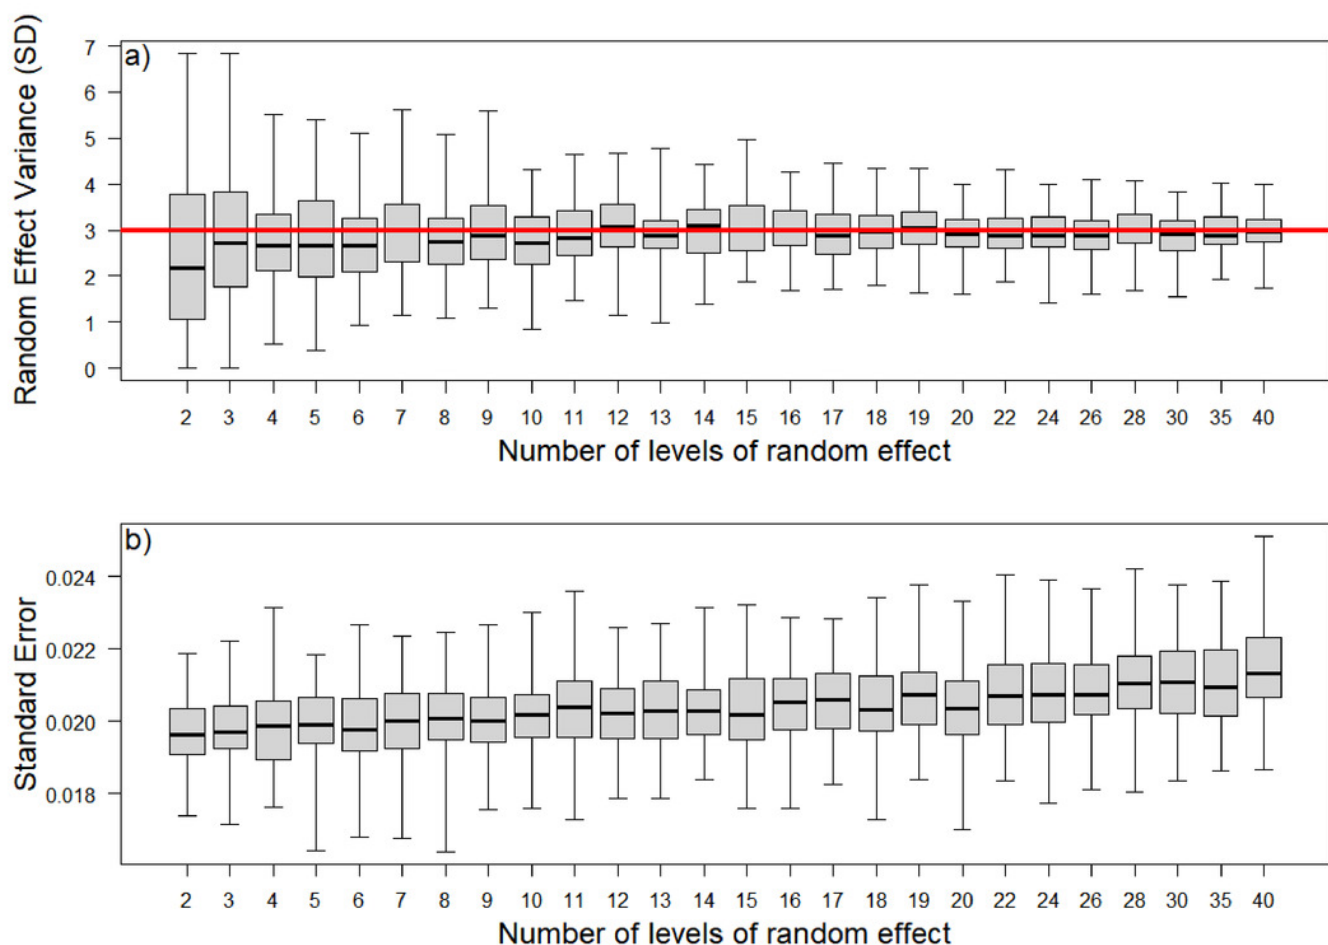 Random Effect Variance (SD)
a)
7
6
5
4
3
2
1
0
2 3 4 5 6 7 8 9 10 11 12 13 14 15 16 17 18 19 20 22 24 26 28 30 35 40
Number of levels of random effect
Standard Error
b)
0.024
0.022
0.020
0.018
2 3 4 5 6 7 8 9 10 11 12 13 14 15 16 17 18 19 20 22 24 26 28 30 35 40
Number of levels of random effect